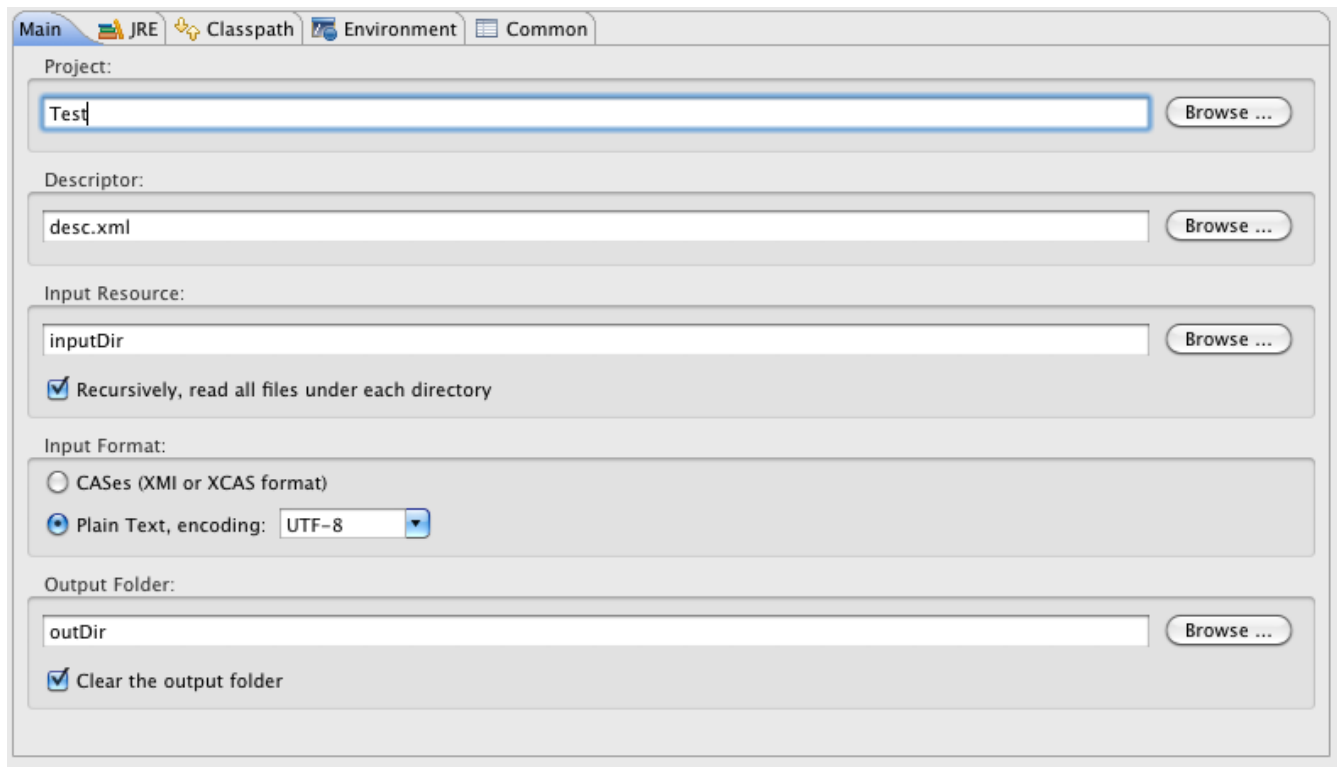 Main JRE Classpath Environment Common
Project:
Test Browse ...
Descriptor:
desc.xml Browse ...
Input Resource:
inputDir Browse ...
Recursively, read all files under each directory
Input Format:
CASes (XMI or XCAS format)
Plain Text, encoding: UTF-8
Output Folder:
outDir Browse ...
Clear the output folder